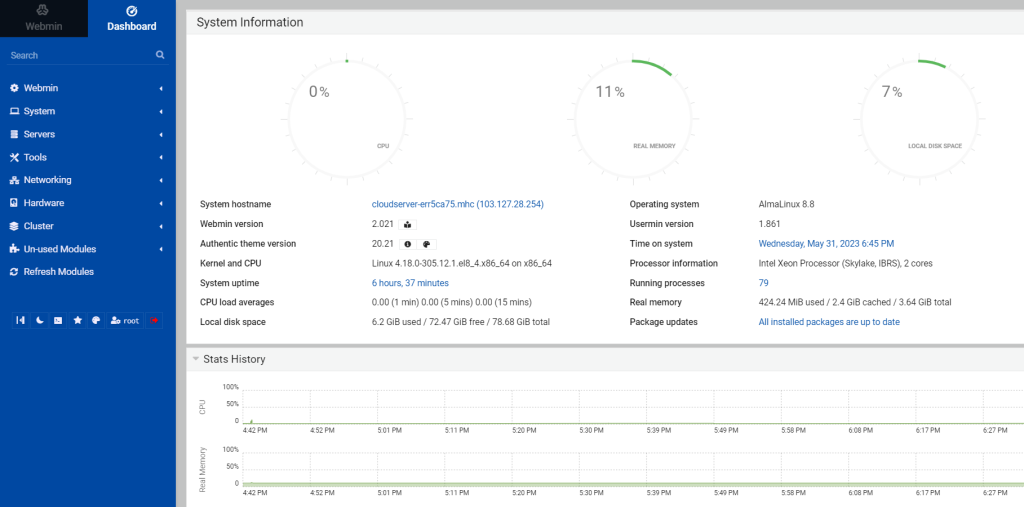 Webmin
Dashboard
Search
Webmin
System
Servers
Tools
Networking
Hardware
Cluster
Un-used Modules
Refresh Modules
root
System Information
0%
CPU
11%
REAL MEMORY
7%
LOCAL DISK SPACE
System hostname cloudserver-err5ca75.mhc (103.127.28.254) Operating system AlmaLinux 8.8
Webmin version 2.021 Usermin version 1.861
Authentic theme version 20.21 Time on system Wednesday, May 31, 2023 6:45 PM
Kernel and CPU Linux 4.18.0-305.12.1.el8_4.x86_64 on x86_64 Processor information Intel Xeon Processor (Skylake, IBRS), 2 cores
System uptime 6 hours, 37 minutes Running processes 79
CPU load averages 0.00 (1 min) 0.00 (5 mins) 0.00 (15 mins) Real memory 424.24 MiB used / 2.4 GiB cached / 3.64 GiB total
Local disk space 6.2 GiB used / 72.47 GiB free / 78.68 GiB total Package updates All installed packages are up to date
Stats History
CPU
100%
50%
0
4:42 PM 4:52 PM 5:01 PM 5:11 PM 5:20 PM 5:30 PM 5:39 PM 5:49 PM 5:58 PM 6:08 PM 6:17 PM 6:27 PM
Real Memory
100%
50%
0
4:42 PM 4:52 PM 5:01 PM 5:11 PM 5:20 PM 5:30 PM 5:39 PM 5:49 PM 5:58 PM 6:08 PM 6:17 PM 6:27 PM